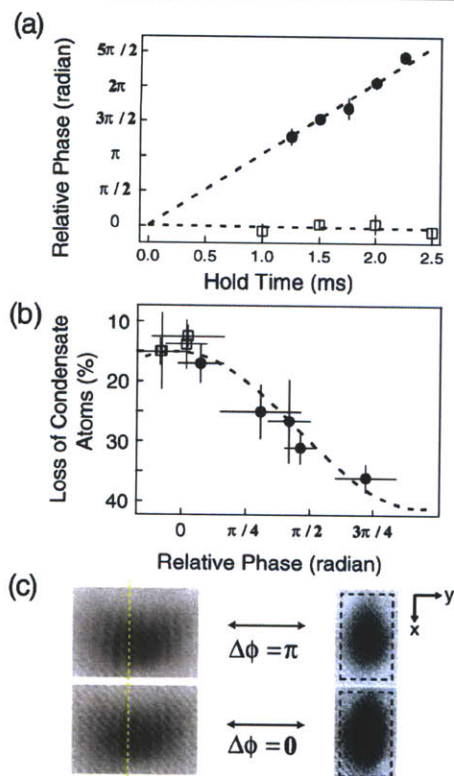 (a)
Relative Phase (radian)
5π / 2
2π
3π / 2
π
π / 2
0
0.0 0.5 1.0 1.5 2.0 2.5
Hold Time (ms)
(b)
Loss of Condensate
Atoms (%)
10
20
30
40
0 π / 4 π / 2 3π / 4
Relative Phase (radian)
(c)
Δϕ = π
y
x
Δϕ = 0